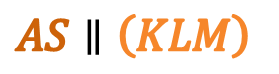 AS ∥ (KLM)